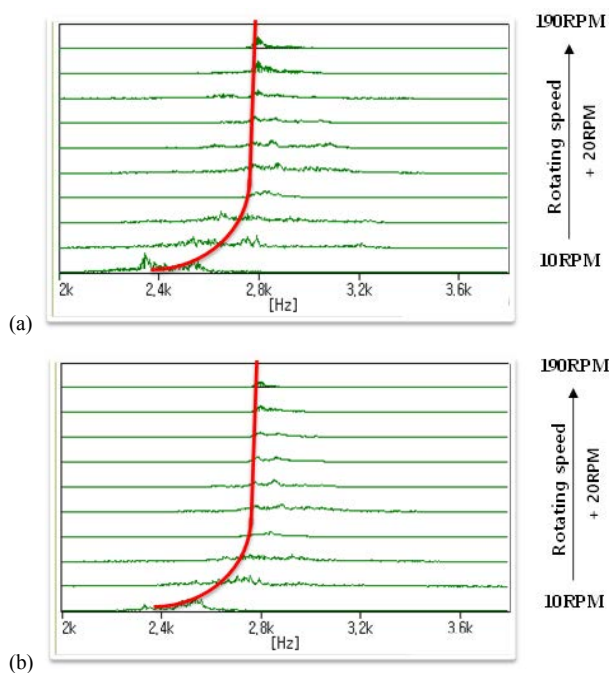 190RPM
Rotating speed
+ 20RPM
10RPM
2k 2,4k 2,8k 3,2k 3.6k
[Hz]
(a)
190RPM
Rotating speed
+ 20RPM
10RPM
2k 2,4k 2,8k 3,2k 3.6k
[Hz]
(b)